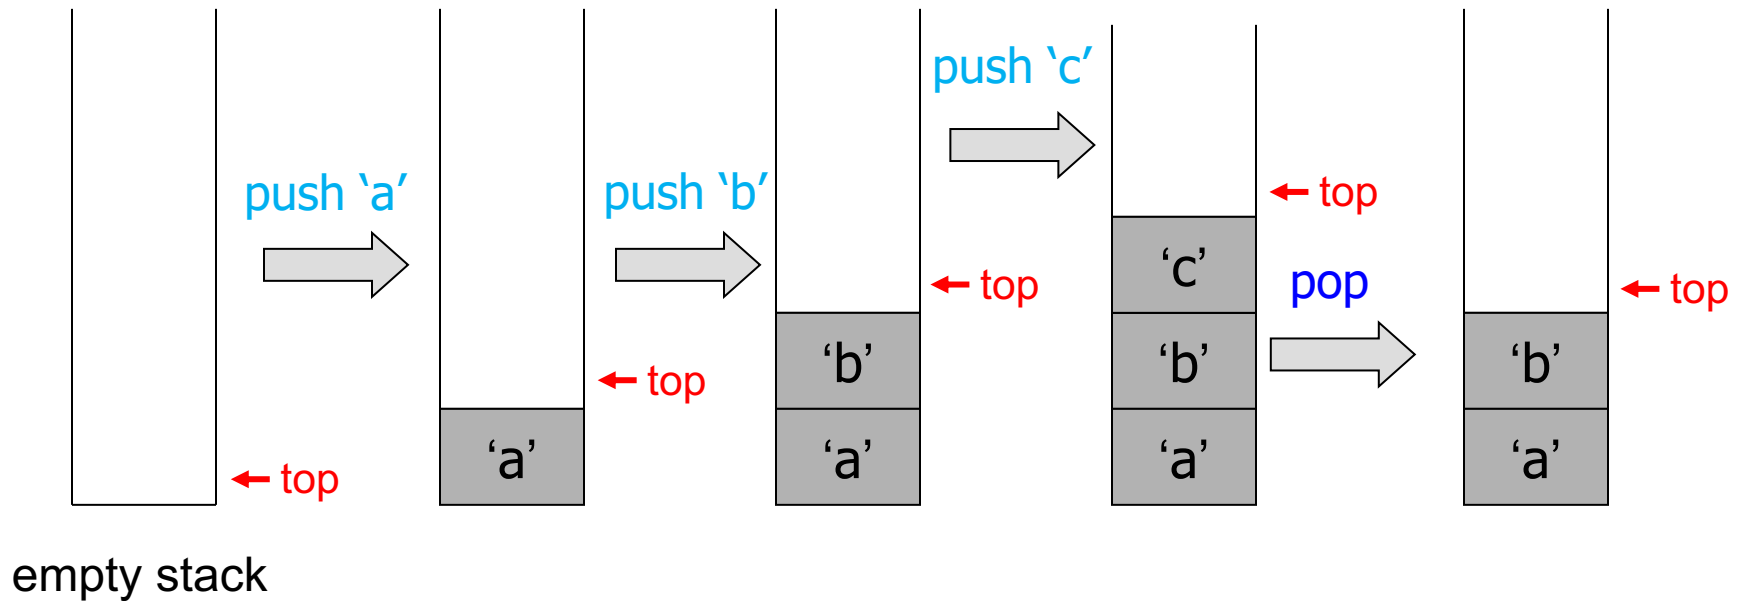 push ‘c’
push ‘a’
push ‘b’
top
‘c’
pop
top
top
‘b’
‘b’
‘b’
top
‘a’
‘a’
‘a’
‘a’
top
empty stack